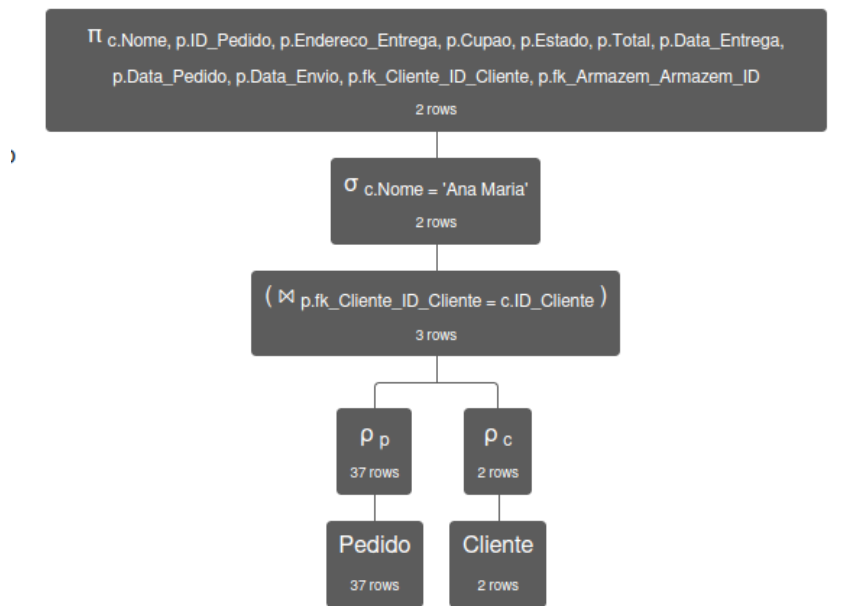 π c.Nome, p.ID_Pedido, p.Endereco_Entrega, p.Cupao, p.Estado, p.Total, p.Data_Entrega,
p.Data_Pedido, p.Data_Envio, p.fk_Cliente_ID_Cliente, p.fk_Armazem_Armazem_ID
2 rows
σ c.Nome = 'Ana Maria'
2 rows
( ⋈ p.fk_Cliente_ID_Cliente = c.ID_Cliente )
3 rows
ρ p
37 rows
ρ c
2 rows
Pedido
37 rows
Cliente
2 rows